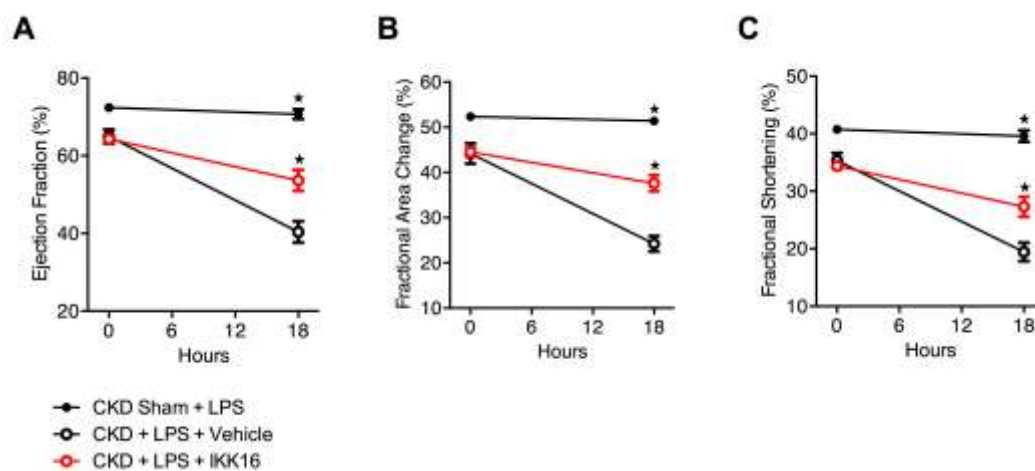 A
B
C
Ejection Fraction (%)
80
60
40
20
0 6 12 18
Hours
Fractional Area Change (%)
60
50
40
30
20
10
0 6 12 18
Hours
Fractional Shortening (%)
50
40
30
20
10
0 6 12 18
Hours
★
★
★
★
★
★
CKD Sham + LPS
CKD + LPS + Vehicle
CKD + LPS + IKK16